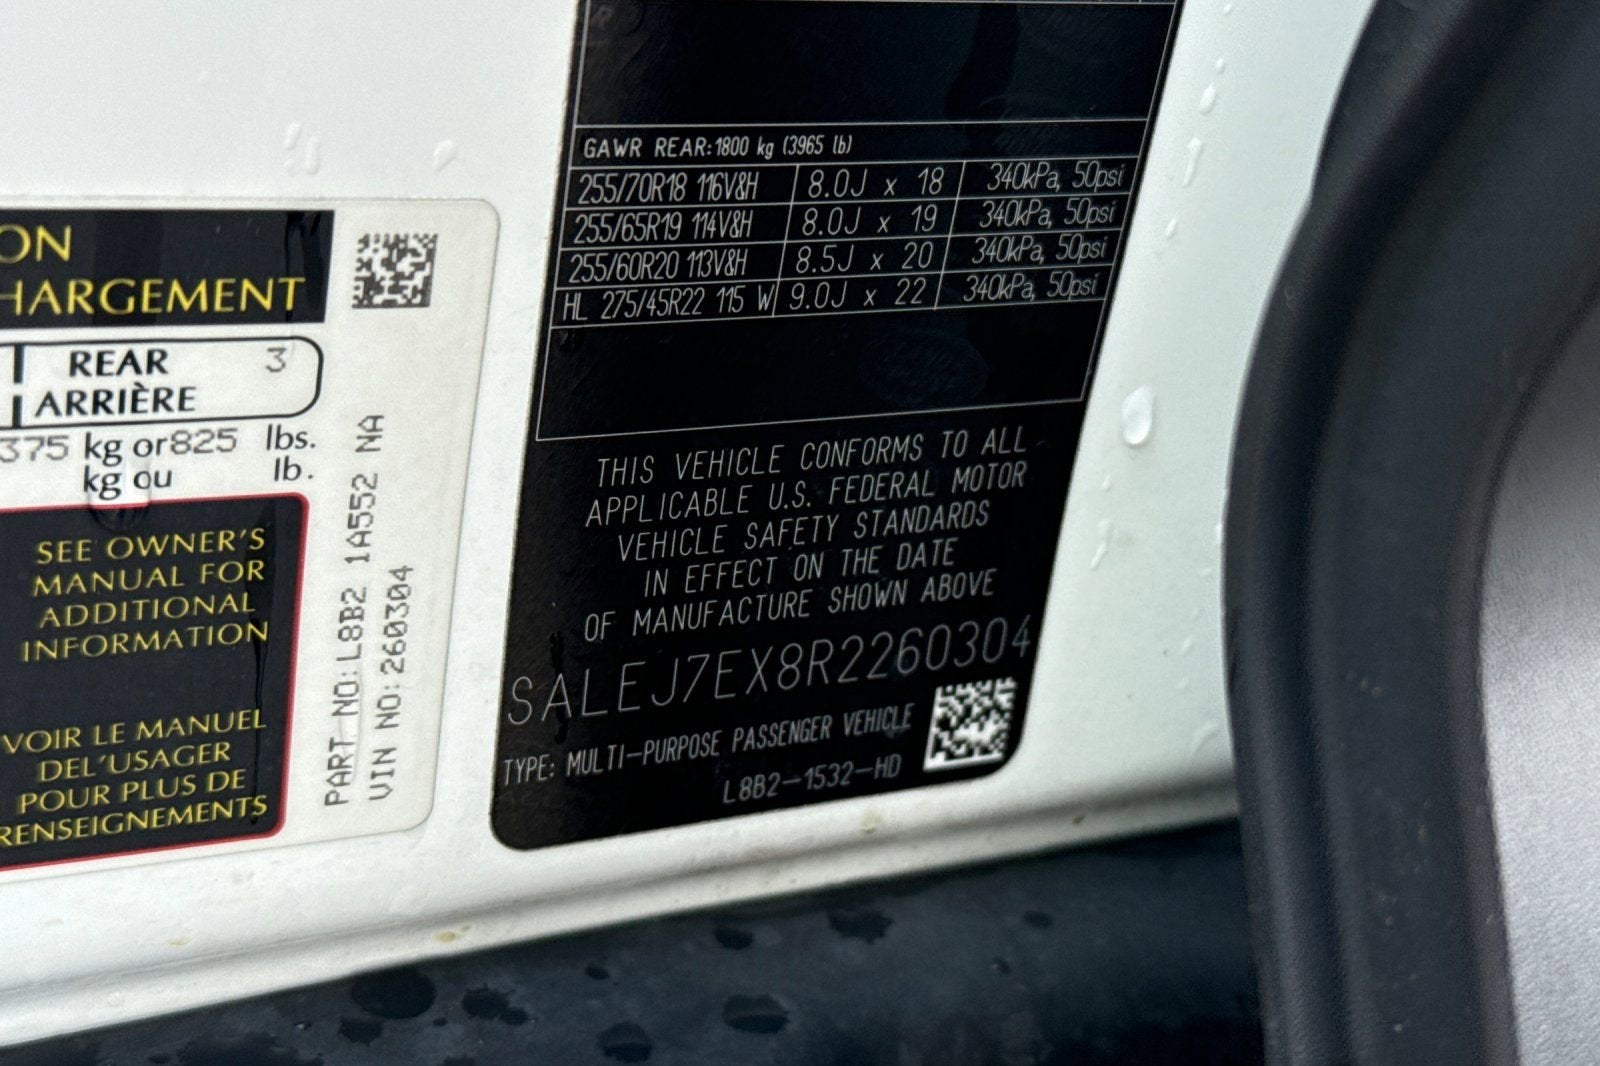 ON
HARGEMENT
REAR 3
ARRIÈRE
375 kg or 825 lbs.
kg ou lb.
SEE OWNER'S
MANUAL FOR
ADDITIONAL
INFORMATION
VOIR LE MANUEL
DEL'USAGER
POUR PLUS DE
RENSEIGNEMENTS
PART NO:L8B2 1A552 NA
VIN NO:260304
GAWR REAR:1800 kg (3965 lb)
255/70R18 116V&H 8.0J x 18 340kPa, 50psi
255/65R19 114V&H 8.0J x 19 340kPa, 50psi
255/60R20 113V&H 8.5J x 20 340kPa, 50psi
HL 275/45R22 115 W 9.0J x 22 340kPa, 50psi
THIS VEHICLE CONFORMS TO ALL
APPLICABLE U.S. FEDERAL MOTOR
VEHICLE SAFETY STANDARDS
IN EFFECT ON THE DATE
OF MANUFACTURE SHOWN ABOVE
SALEJ7EX8R2260304
TYPE: MULTI-PURPOSE PASSENGER VEHICLE
L8B2-1532-HD